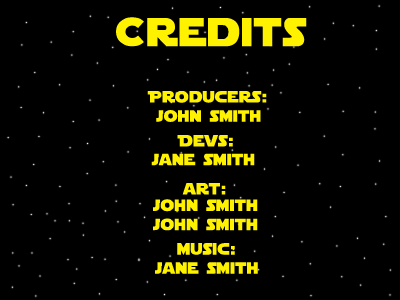 CREDITS
PRODUCERS:
JOHN SMITH
DEVS:
JANE SMITH
ART:
JOHN SMITH
JOHN SMITH
MUSIC:
JANE SMITH